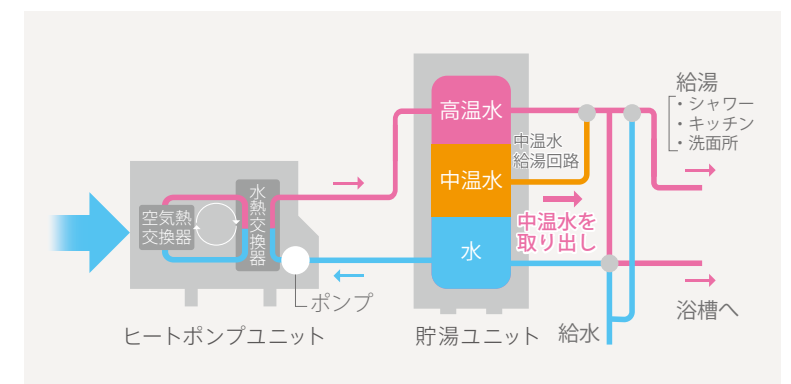 空気熱
交換器
水熱交換器
ポンプ
ヒートポンプユニット
高温水
中温水
水
貯湯ユニット
中温水
給湯回路
中温水を
取り出し
給湯
・シャワー
・キッチン
・洗面所
浴槽へ
給水